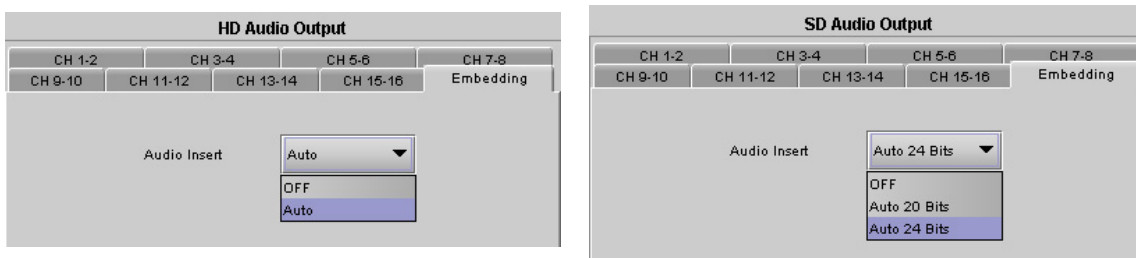 HD Audio Output
CH 1-2 CH 3-4 CH 5-6 CH 7-8
CH 9-10 CH 11-12 CH 13-14 CH 15-16 Embedding
Audio Insert Auto
OFF
Auto
SD Audio Output
CH 1-2 CH 3-4 CH 5-6 CH 7-8
CH 9-10 CH 11-12 CH 13-14 CH 15-16 Embedding
Audio Insert Auto 24 Bits
OFF
Auto 20 Bits
Auto 24 Bits